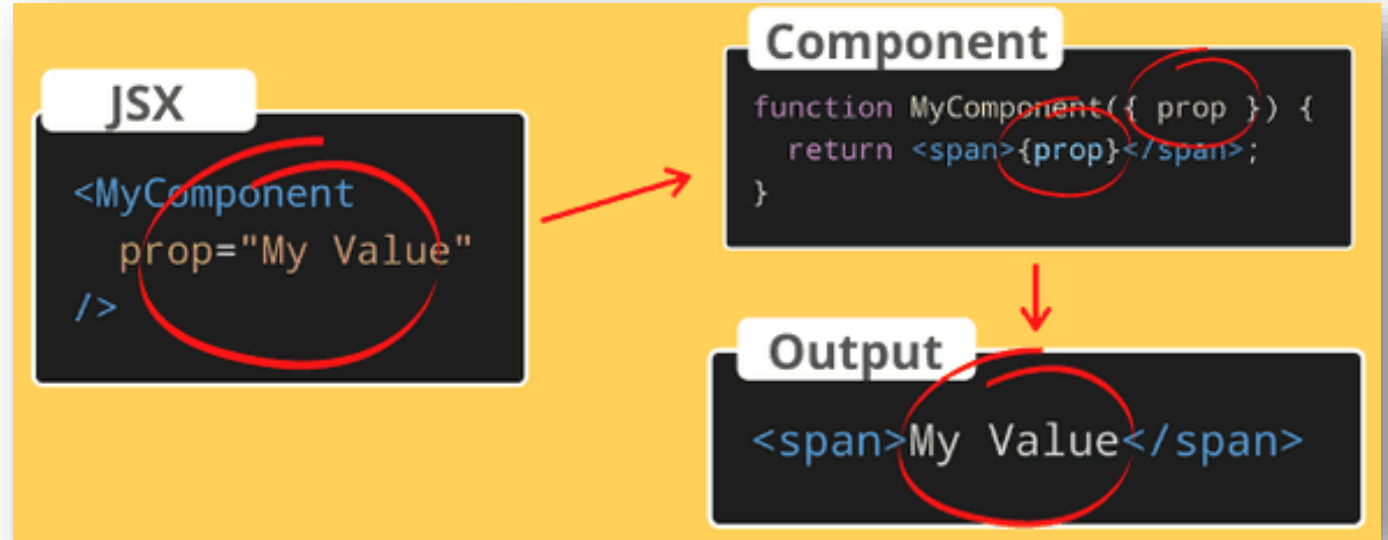 JSX
<MyComponent
prop="My Value"
/>
Component
function MyComponent({ prop }) {
return <span>{prop}</span>;
}
Output
<span>My Value</span>